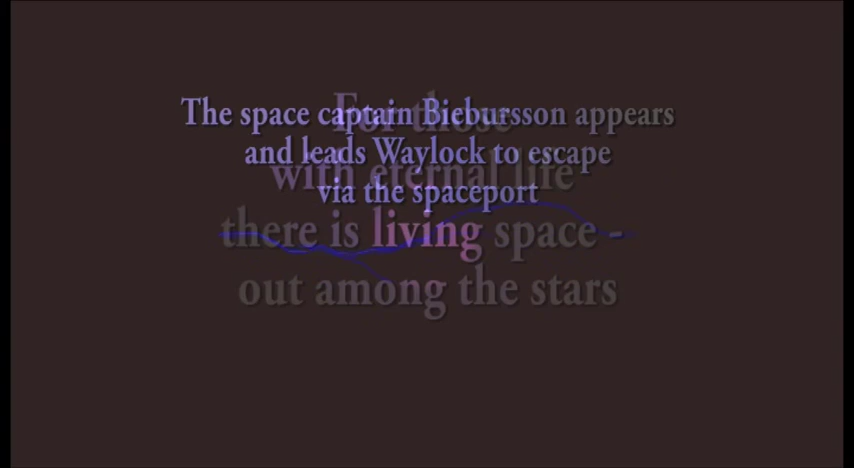 The space captain Biebursson appears
and leads Waylock to escape
via the spaceport
For those
with eternal life
there is living space -
out among the stars